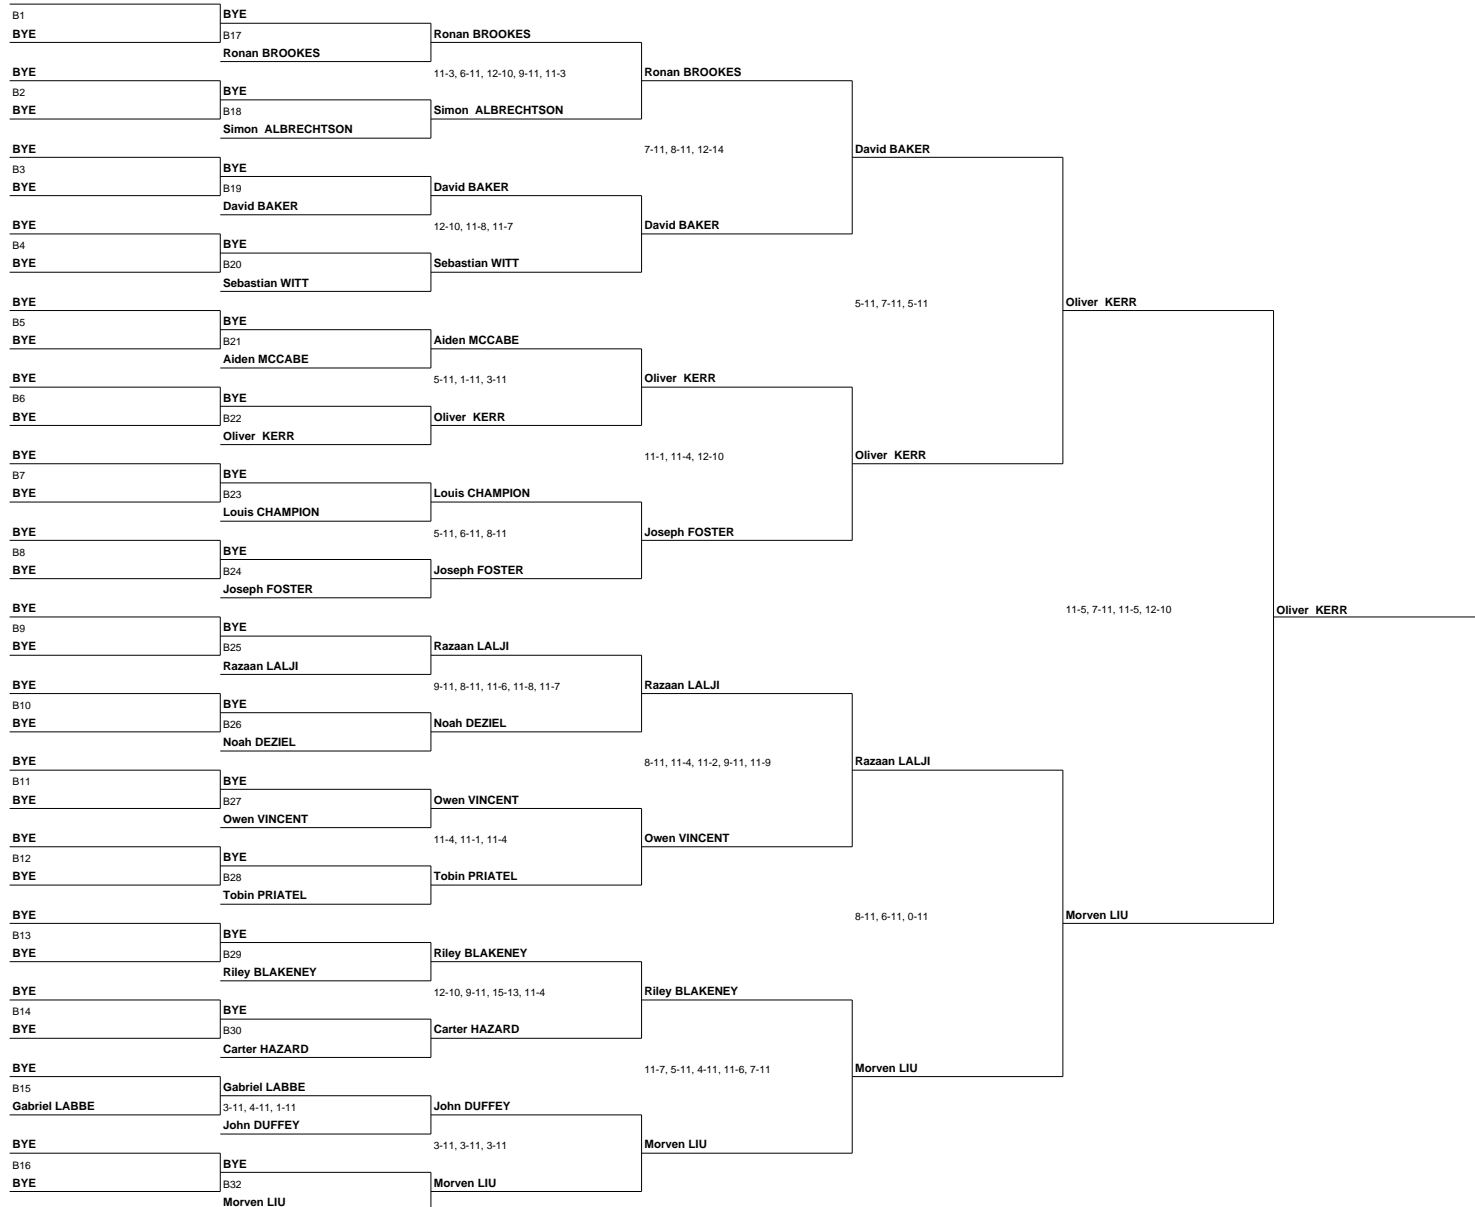 B1
BYE
BYE
B17
Ronan BROOKES
Ronan BROOKES
11-3, 6-11, 12-10, 9-11, 11-3
Ronan BROOKES
BYE
B2
BYE
BYE
B18
Simon ALBRECHTSON
Simon ALBRECHTSON
7-11, 8-11, 12-14
David BAKER
BYE
B3
BYE
BYE
B19
David BAKER
David BAKER
12-10, 11-8, 11-7
David BAKER
BYE
B4
BYE
BYE
B20
Sebastian WITT
Sebastian WITT
5-11, 7-11, 5-11
Oliver KERR
BYE
B5
BYE
BYE
B21
Aiden MCCABE
Aiden MCCABE
5-11, 1-11, 3-11
Oliver KERR
BYE
B6
BYE
BYE
B22
Oliver KERR
Oliver KERR
11-1, 11-4, 12-10
Oliver KERR
BYE
B7
BYE
BYE
B23
Louis CHAMPION
Louis CHAMPION
5-11, 6-11, 8-11
Joseph FOSTER
BYE
B8
BYE
BYE
B24
Joseph FOSTER
Joseph FOSTER
11-5, 7-11, 11-5, 12-10
Oliver KERR
BYE
B9
BYE
BYE
B25
Razaan LALJI
Razaan LALJI
9-11, 8-11, 11-6, 11-8, 11-7
Razaan LALJI
BYE
B10
BYE
BYE
B26
Noah DEZIEL
Noah DEZIEL
8-11, 11-4, 11-2, 9-11, 11-9
Razaan LALJI
BYE
B11
BYE
BYE
B27
Owen VINCENT
Owen VINCENT
11-4, 11-1, 11-4
Owen VINCENT
BYE
B12
BYE
BYE
B28
Tobin PRIATEL
Tobin PRIATEL
8-11, 6-11, 0-11
Morven LIU
BYE
B13
BYE
BYE
B29
Riley BLAKENEY
Riley BLAKENEY
12-10, 9-11, 15-13, 11-4
Riley BLAKENEY
BYE
B14
BYE
BYE
B30
Carter HAZARD
Carter HAZARD
11-7, 5-11, 4-11, 11-6, 7-11
Morven LIU
BYE
B15
Gabriel LABBE
Gabriel LABBE
3-11, 4-11, 1-11
John DUFFEY
John DUFFEY
3-11, 3-11, 3-11
Morven LIU
BYE
B16
BYE
BYE
B32
Morven LIU
Morven LIU